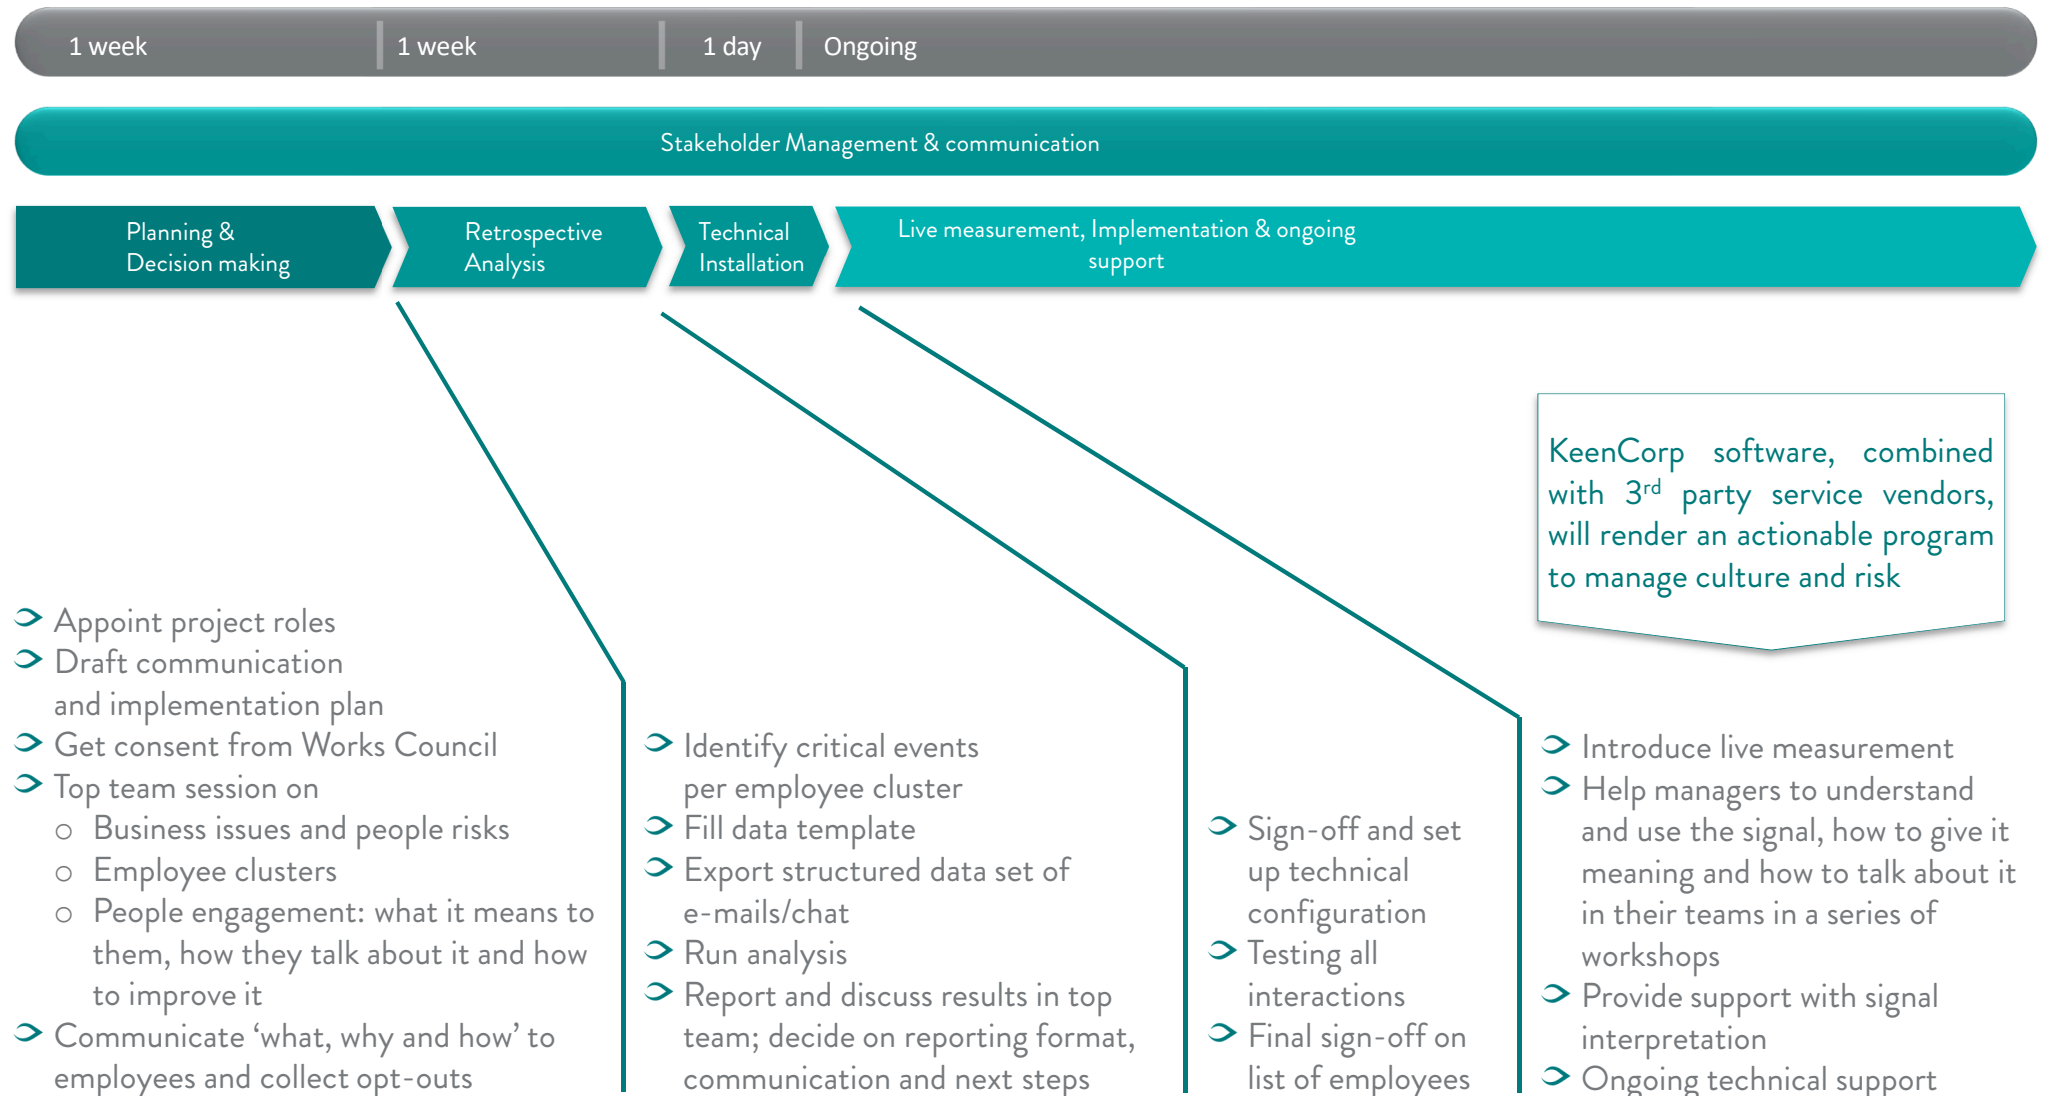 1 week
1 week
1 day
Ongoing
Stakeholder Management & communication
Planning &
Decision making
Retrospective
Analysis
Technical
Installation
Live measurement, Implementation & ongoing
support
KeenCorp software, combined
with 3rd party service vendors,
will render an actionable program
to manage culture and risk
Appoint project roles
Draft communication
and implementation plan
Get consent from Works Council
Top team session on
o Business issues and people risks
o Employee clusters
o People engagement: what it means to
them, how they talk about it and how
to improve it
Communicate ‘what, why and how’ to
employees and collect opt-outs
Identify critical events
per employee cluster
Fill data template
Export structured data set of
e-mails/chat
Run analysis
Report and discuss results in top
team; decide on reporting format,
communication and next steps
Sign-off and set
up technical
configuration
Testing all
interactions
Final sign-off on
list of employees
Introduce live measurement
Help managers to understand
and use the signal, how to give it
meaning and how to talk about it
in their teams in a series of
workshops
Provide support with signal
interpretation
Ongoing technical support